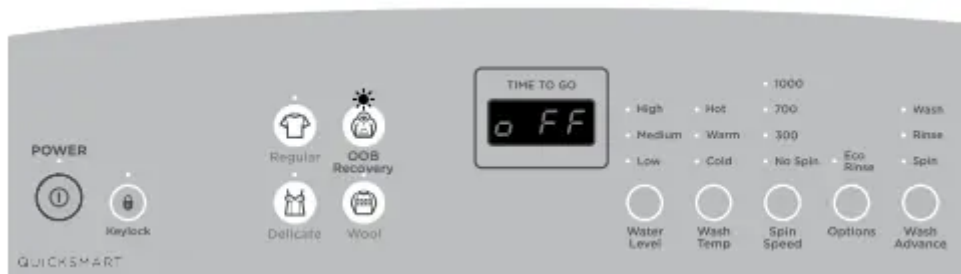 TIME TO GO
o FF
1000
High
Hot
700
Wash
Medium
Warm
300
Rinse
Low
Cold
No Spin
Eco
Rinse
Spin
POWER
Keylock
Regular
OOB
Recovery
Delicate
Wool
Water
Level
Wash
Temp
Spin
Speed
Options
Wash
Advance
QUICKSMART